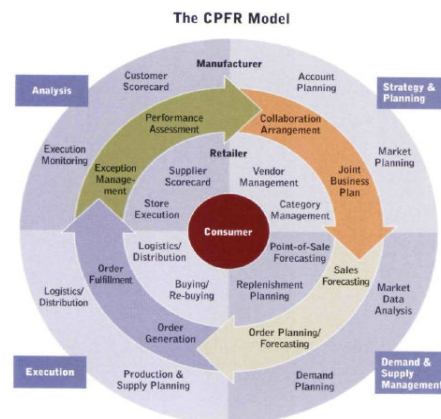 The CPFR Model
Manufacturer
Analysis
Customer
Scorecard
Account
Planning
Strategy &
Planning
Performance
Assessment
Collaboration
Arrangement
Execution
Monitoring
Exception
Manage-
ment
Retailer
Supplier
Scorecard
Vendor
Management
Joint
Business
Plan
Market
Planning
Store
Execution
Category
Management
Consumer
Logistics/
Distribution
Point-of-Sale
Forecasting
Order
Fulfillment
Sales
Forecasting
Logistics/
Distribution
Buying/
Re-buying
Replenishment
Planning
Market
Data
Analysis
Order
Generation
Order Planning/
Forecasting
Execution
Production
& Supply Planning
Demand
Planning
Demand
& Supply
Management